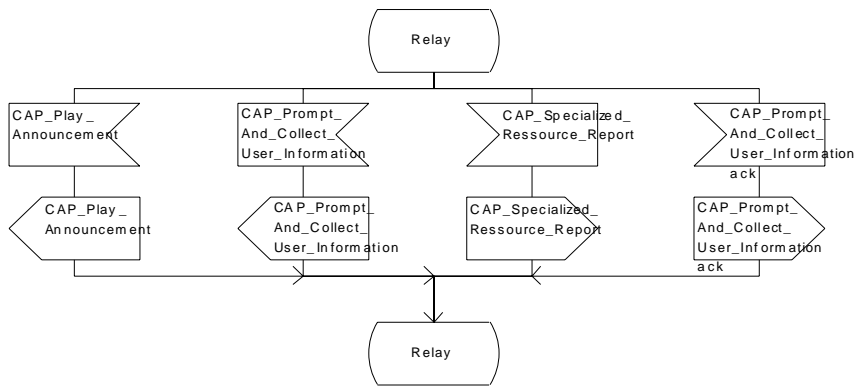 Relay
CAP_Play_
Announcement
CAP_Prompt_
And_Collect_
User_Information
CAP_Specialized_
Ressource_Report
CAP_Prompt_
And_Collect_
User_Information
ack
CAP_Play_
Announcement
CAP_Prompt_
And_Collect_
User_Information
CAP_Specialized_
Ressource_Report
CAP_Prompt_
And_Collect_
User_Information
ack
Relay